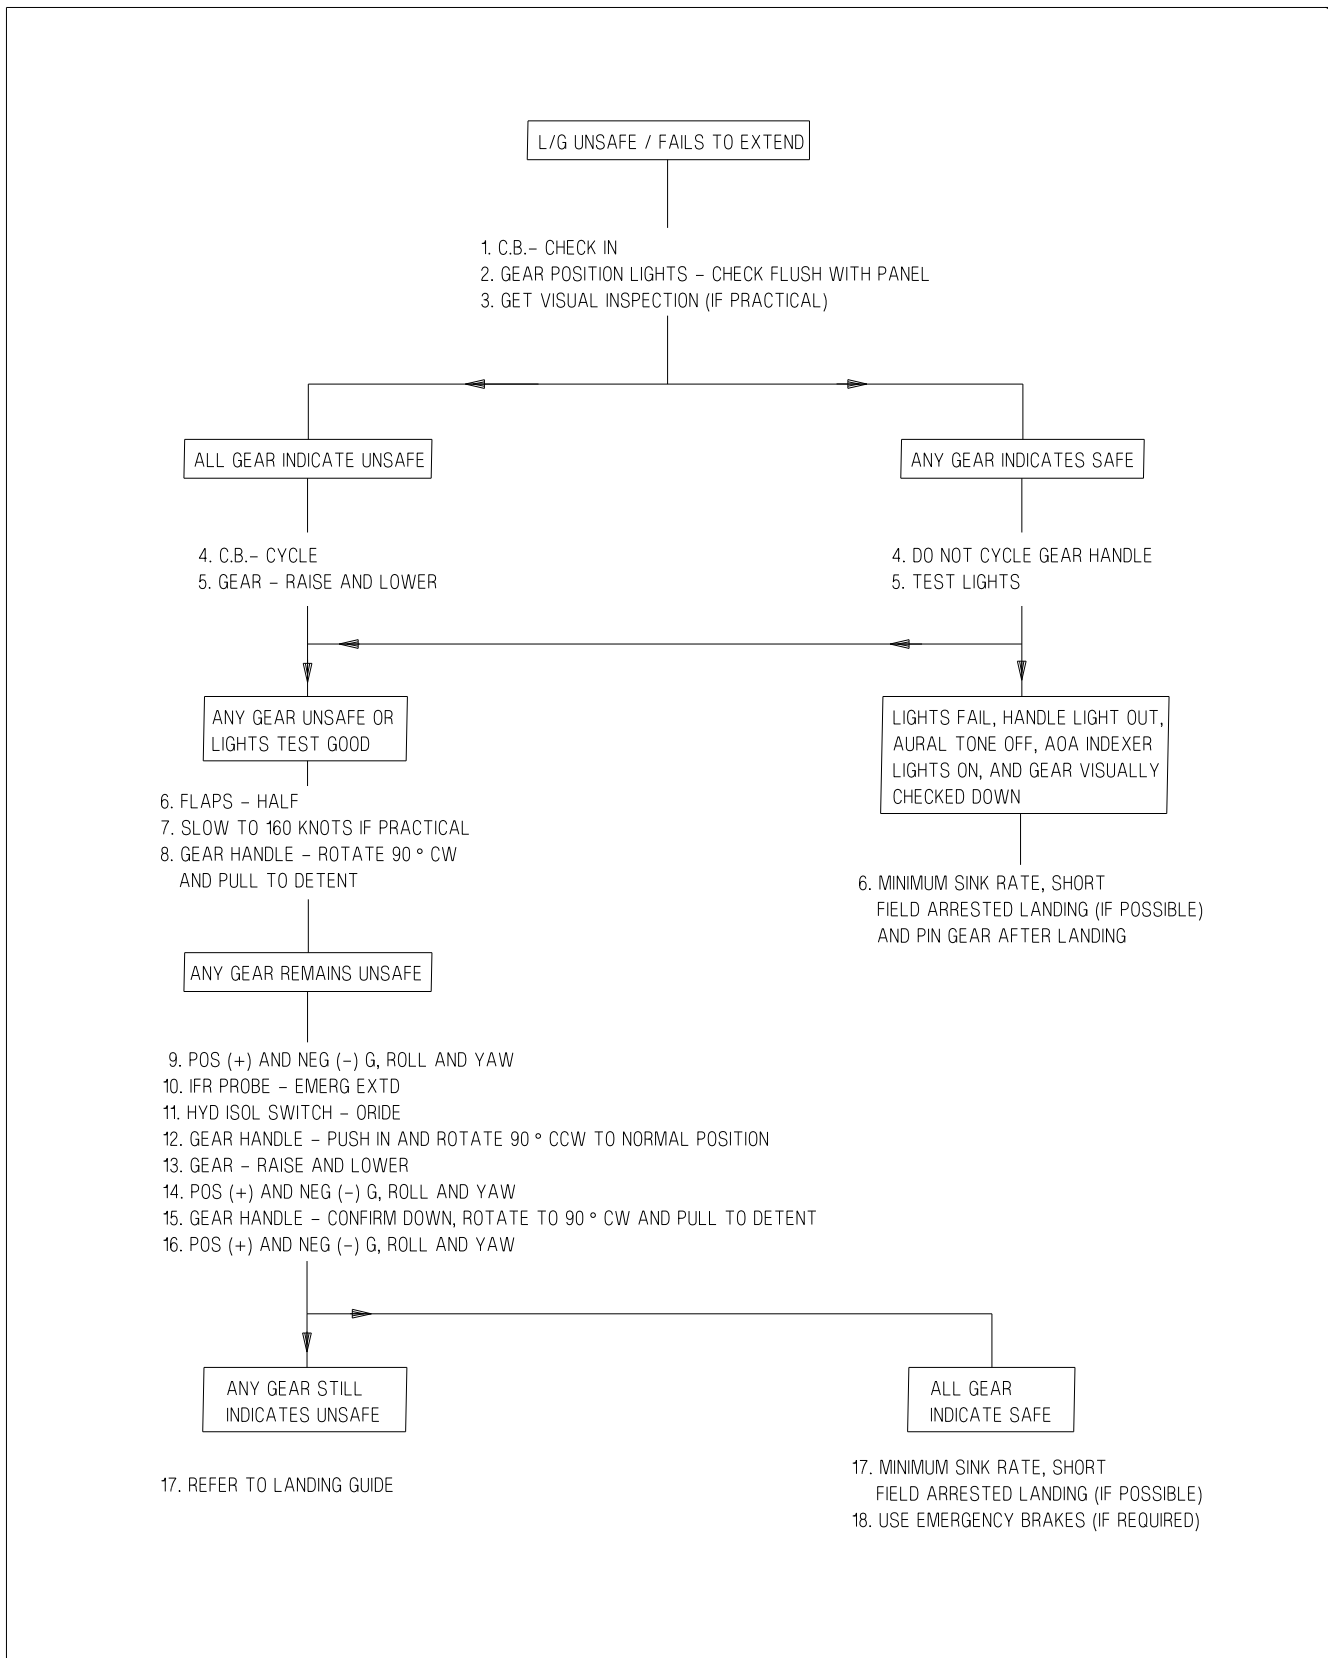 L/G UNSAFE / FAILS TO EXTEND
1. C.B.– CHECK IN
2. GEAR POSITION LIGHTS – CHECK FLUSH WITH PANEL
3. GET VISUAL INSPECTION (IF PRACTICAL)
ALL GEAR INDICATE UNSAFE
4. C.B.– CYCLE
5. GEAR – RAISE AND LOWER
ANY GEAR INDICATES SAFE
4. DO NOT CYCLE GEAR HANDLE
5. TEST LIGHTS
ANY GEAR UNSAFE OR
LIGHTS TEST GOOD
6. FLAPS – HALF
7. SLOW TO 160 KNOTS IF PRACTICAL
8. GEAR HANDLE – ROTATE 90 ° CW
AND PULL TO DETENT
LIGHTS FAIL, HANDLE LIGHT OUT,
AURAL TONE OFF, AOA INDEXER
LIGHTS ON, AND GEAR VISUALLY
CHECKED DOWN
6. MINIMUM SINK RATE, SHORT
FIELD ARRESTED LANDING (IF POSSIBLE)
AND PIN GEAR AFTER LANDING
ANY GEAR REMAINS UNSAFE
9. POS (+) AND NEG (–) G, ROLL AND YAW
10. IFR PROBE – EMERG EXTD
11. HYD ISOL SWITCH – ORIDE
12. GEAR HANDLE – PUSH IN AND ROTATE 90 ° CCW TO NORMAL POSITION
13. GEAR – RAISE AND LOWER
14. POS (+) AND NEG (–) G, ROLL AND YAW
15. GEAR HANDLE – CONFIRM DOWN, ROTATE TO 90 ° CW AND PULL TO DETENT
16. POS (+) AND NEG (–) G, ROLL AND YAW
ANY GEAR STILL
INDICATES UNSAFE
17. REFER TO LANDING GUIDE
ALL GEAR
INDICATE SAFE
17. MINIMUM SINK RATE, SHORT
FIELD ARRESTED LANDING (IF POSSIBLE)
18. USE EMERGENCY BRAKES (IF REQUIRED)